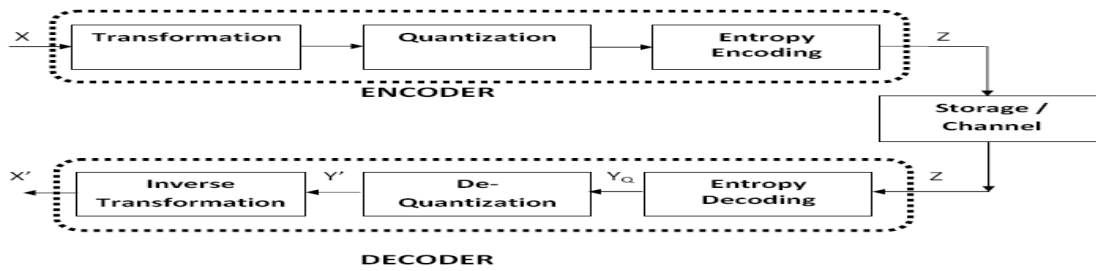 X
Transformation
Quantization
Entropy
Encoding
Z
ENCODER
Storage /
Channel
X'
Inverse
Transformation
Y'
De-
Quantization
YQ
Entropy
Decoding
Z
DECODER